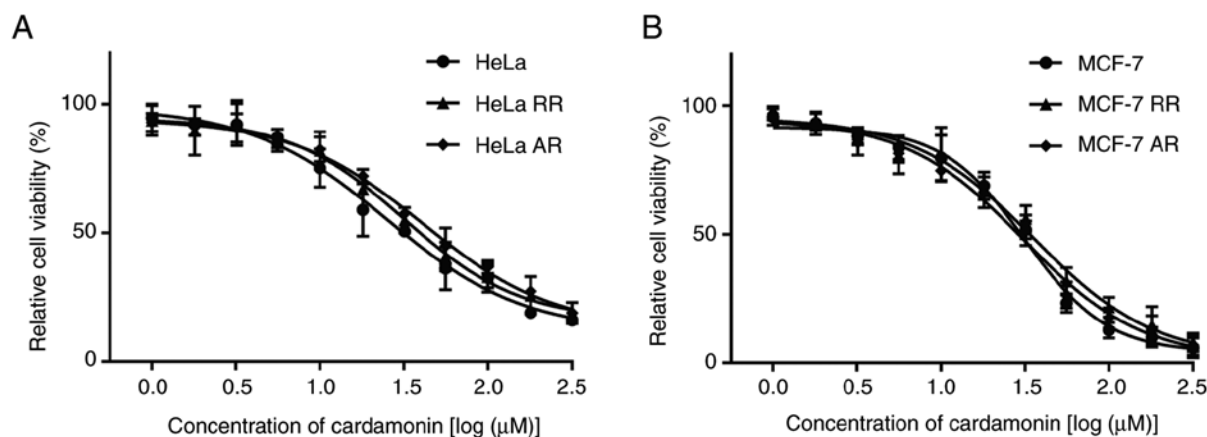 A
HeLa
HeLa RR
HeLa AR
Relative cell viability (%)
100
50
0
0.0 0.5 1.0 1.5 2.0 2.5
Concentration of cardamonin [log (μM)]
B
MCF-7
MCF-7 RR
MCF-7 AR
Relative cell viability (%)
100
50
0
0.0 0.5 1.0 1.5 2.0 2.5
Concentration of cardamonin [log (μM)]